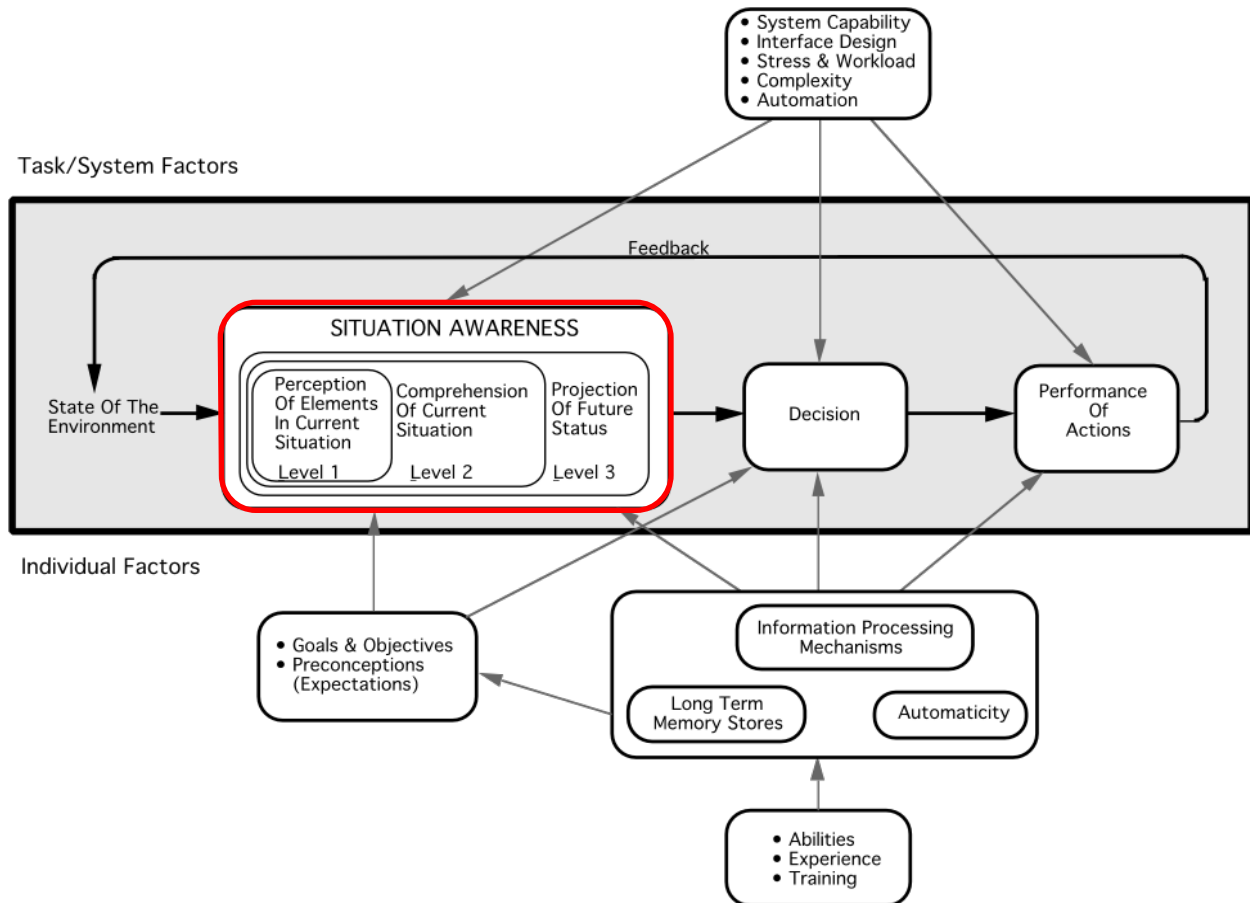 • System Capability
• Interface Design
• Stress & Workload
• Complexity
• Automation
Task/System Factors
Feedback
SITUATION AWARENESS
State Of The
Environment
Perception
Of Elements
In Current
Situation
Level 1
Comprehension
Of Current
Situation
Level 2
Projection
Of Future
Status
Level 3
Decision
Performance
Of
Actions
Individual Factors
• Goals & Objectives
• Preconceptions
(Expectations)
Information Processing
Mechanisms
Long Term
Memory Stores
Automaticity
• Abilities
• Experience
• Training